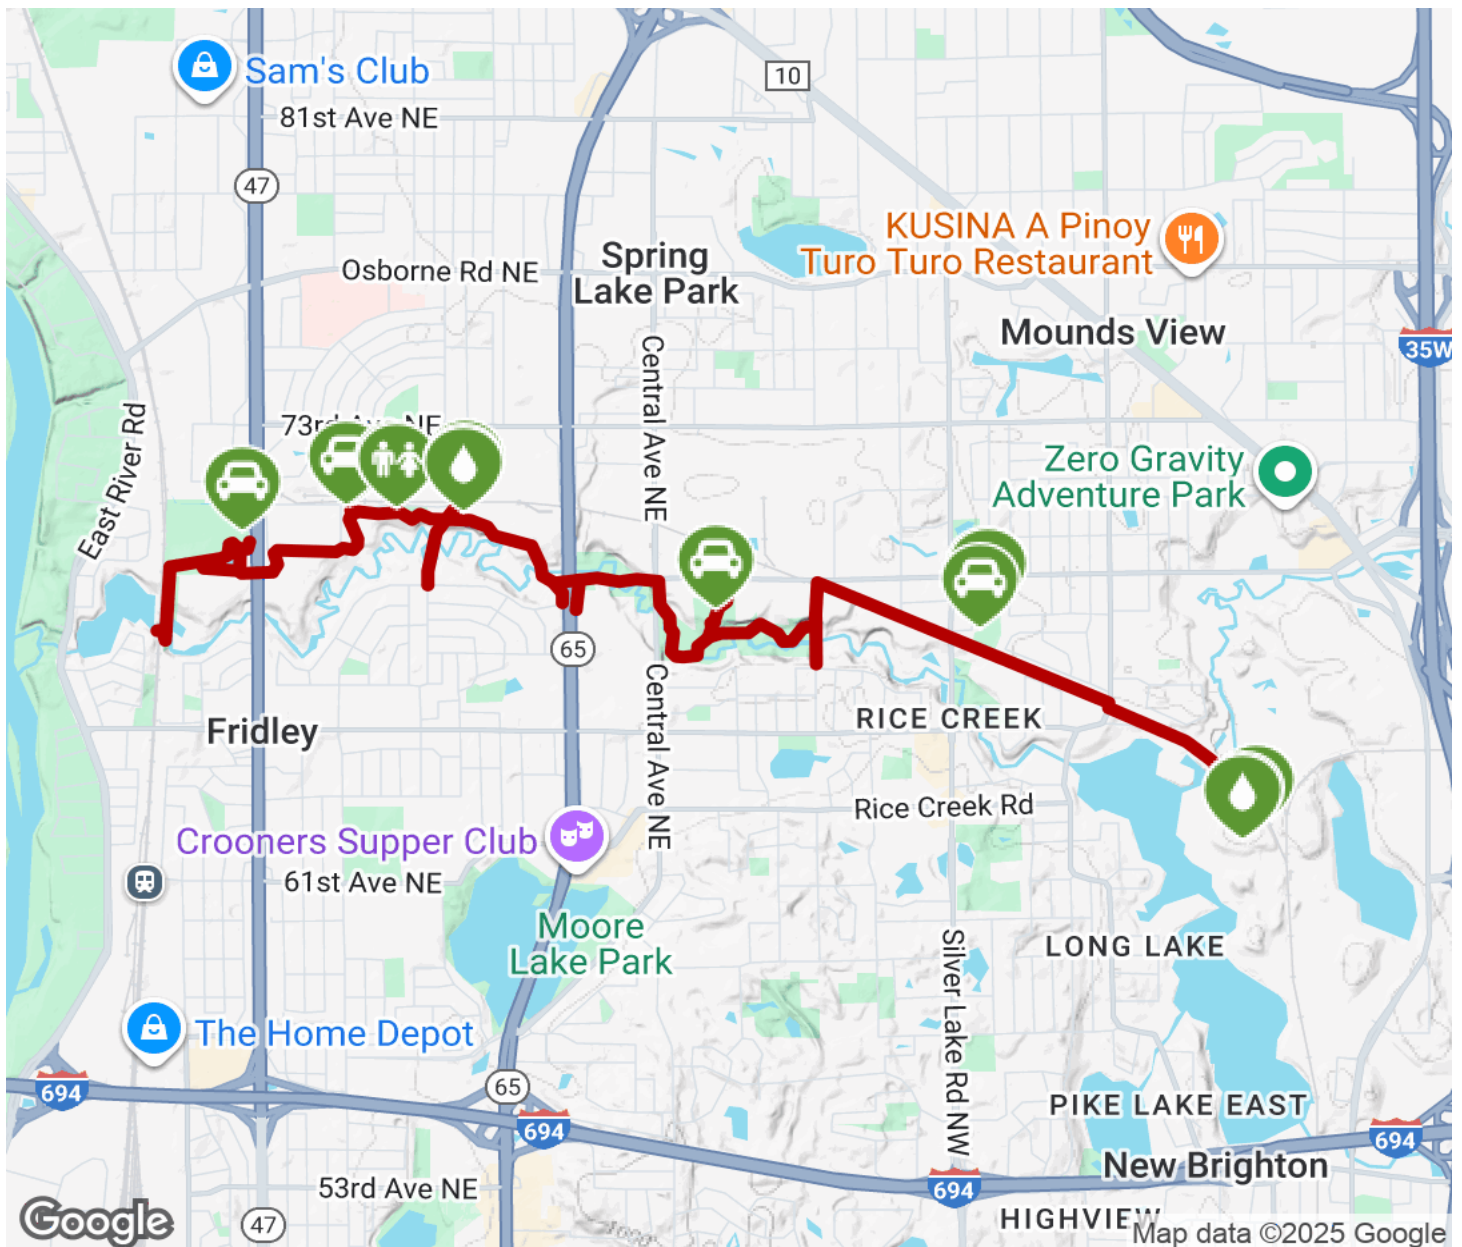 10
Sam's Club
81st Ave NE
47
KUSINA A Pinoy
Turo Turo Restaurant
Spring
Lake Park
Osborne Rd NE
Mounds View
35W
Central Ave NE
East River Rd
73rd Ave NE
Zero Gravity
Adventure Park
65
Central Ave NE
RICE CREEK
Fridley
Rice Creek Rd
Crooners Supper Club
61st Ave NE
Moore
Lake Park
Silver Lake Rd NW
LONG LAKE
The Home Depot
694
65
694
PIKE LAKE EAST
694
New Brighton
53rd Ave NE
694
HIGHVIEW
Google
47
Map data ©2025 Google